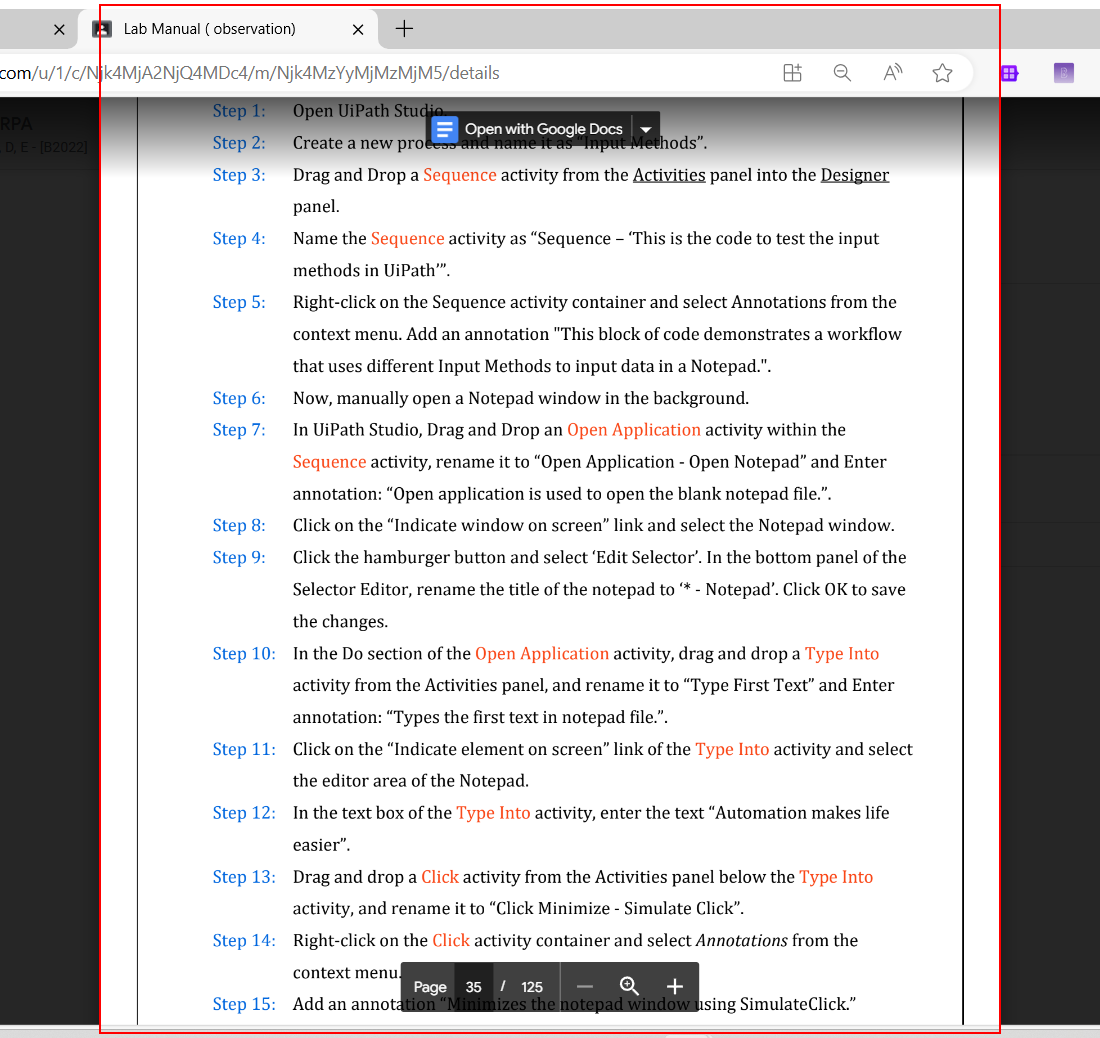 Lab Manual ( observation)
com/u/1/c/Njk4MjA2NjQ4MDc4/m/Njk4MzYyMjMzMjM5/details
RPA
D, E - [B2022]
Open with Google Docs
Step 1: Open UiPath Studio.
Step 2: Create a new process and name it as “Input Methods”.
Step 3: Drag and Drop a Sequence activity from the Activities panel into the Designer
panel.
Step 4: Name the Sequence activity as “Sequence – ‘This is the code to test the input
methods in UiPath’”.
Step 5: Right-click on the Sequence activity container and select Annotations from the
context menu. Add an annotation "This block of code demonstrates a workflow
that uses different Input Methods to input data in a Notepad.".
Step 6: Now, manually open a Notepad window in the background.
Step 7: In UiPath Studio, Drag and Drop an Open Application activity within the
Sequence activity, rename it to “Open Application - Open Notepad” and Enter
annotation: “Open application is used to open the blank notepad file.”.
Step 8: Click on the “Indicate window on screen” link and select the Notepad window.
Step 9: Click the hamburger button and select ‘Edit Selector’. In the bottom panel of the
Selector Editor, rename the title of the notepad to ‘* - Notepad’. Click OK to save
the changes.
Step 10: In the Do section of the Open Application activity, drag and drop a Type Into
activity from the Activities panel, and rename it to “Type First Text” and Enter
annotation: “Types the first text in notepad file.”.
Step 11: Click on the “Indicate element on screen” link of the Type Into activity and select
the editor area of the Notepad.
Step 12: In the text box of the Type Into activity, enter the text “Automation makes life
easier”.
Step 13: Drag and drop a Click activity from the Activities panel below the Type Into
activity, and rename it to “Click Minimize - Simulate Click”.
Step 14: Right-click on the Click activity container and select Annotations from the
context menu.
Page 35 / 125
Step 15: Add an annotation “Minimizes the notepad window using SimulateClick.”